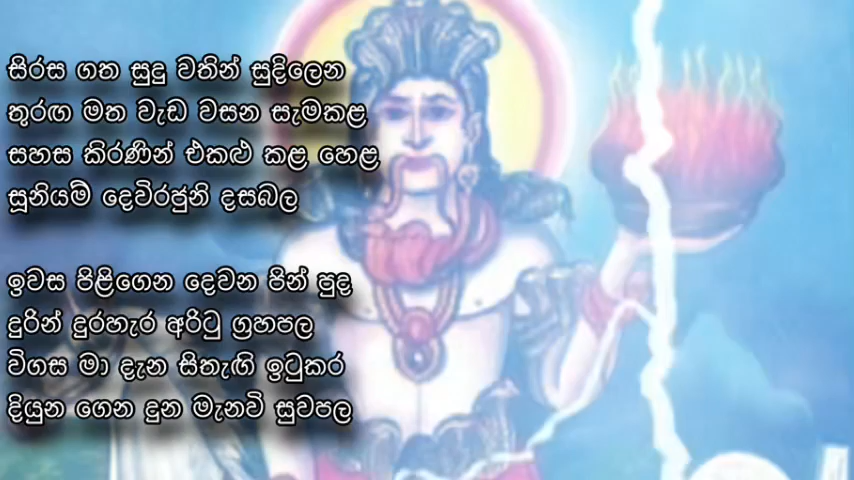 සිරස ගත සුදු වතින් සුදිලෙන
තුරඟ මත වැඩ වසන සැමකළ
සහස කිරණින් එකළු කළ හෙළ
සූනියම් දෙවිරජුනි දසබල
ඉවස පිළිගෙන දෙවන පින් පුද
දුරින් දුරහැර අරිටු ග්‍රහපල
විගස මා දැන සිතැඟි ඉටුකර
දියුන ගෙන දුන මැනවි සුවපල